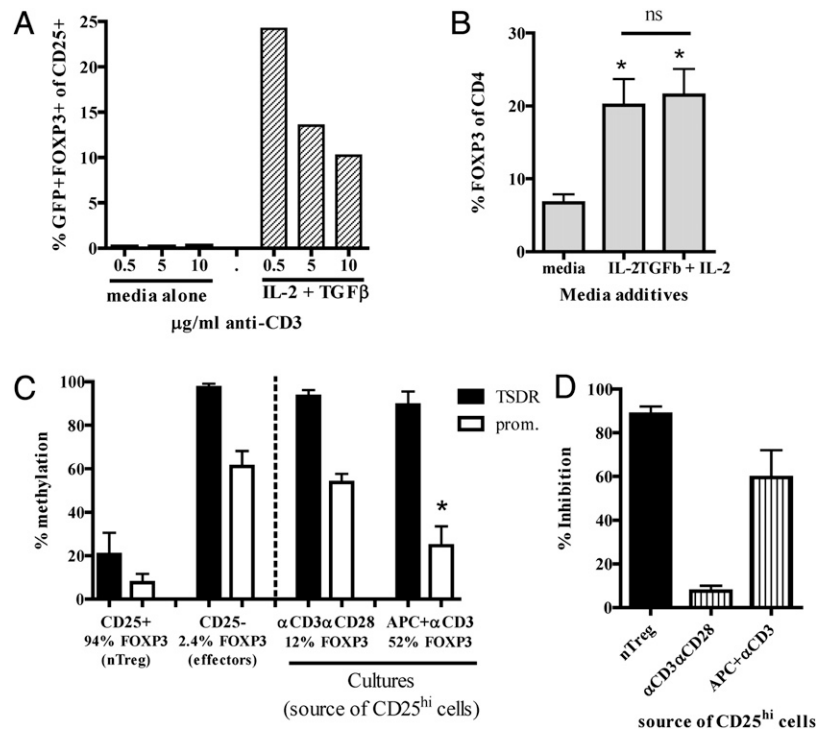 A
% GFP+FOXP3+ of CD25+
25
20
15
10
5
0
0.5 5 10 . 0.5 5 10
media alone IL-2 + TGFβ
μg/ml anti-CD3
B
ns
% FOXP3 of CD4
30
20
10
0
* *
media IL-2 TGFb + IL-2
Media additives
C
% methylation
100
80
60
40
20
0
TSDR
prom.
*
CD25+ CD25- αCD3αCD28 APC+αCD3
94% FOXP3 2.4% FOXP3 12% FOXP3 52% FOXP3
(nTreg) (effectors)
Cultures
(source of CD25hi cells)
D
% Inhibition
100
80
60
40
20
0
nTreg
αCD3αCD28
APC+αCD3
source of CD25hi cells